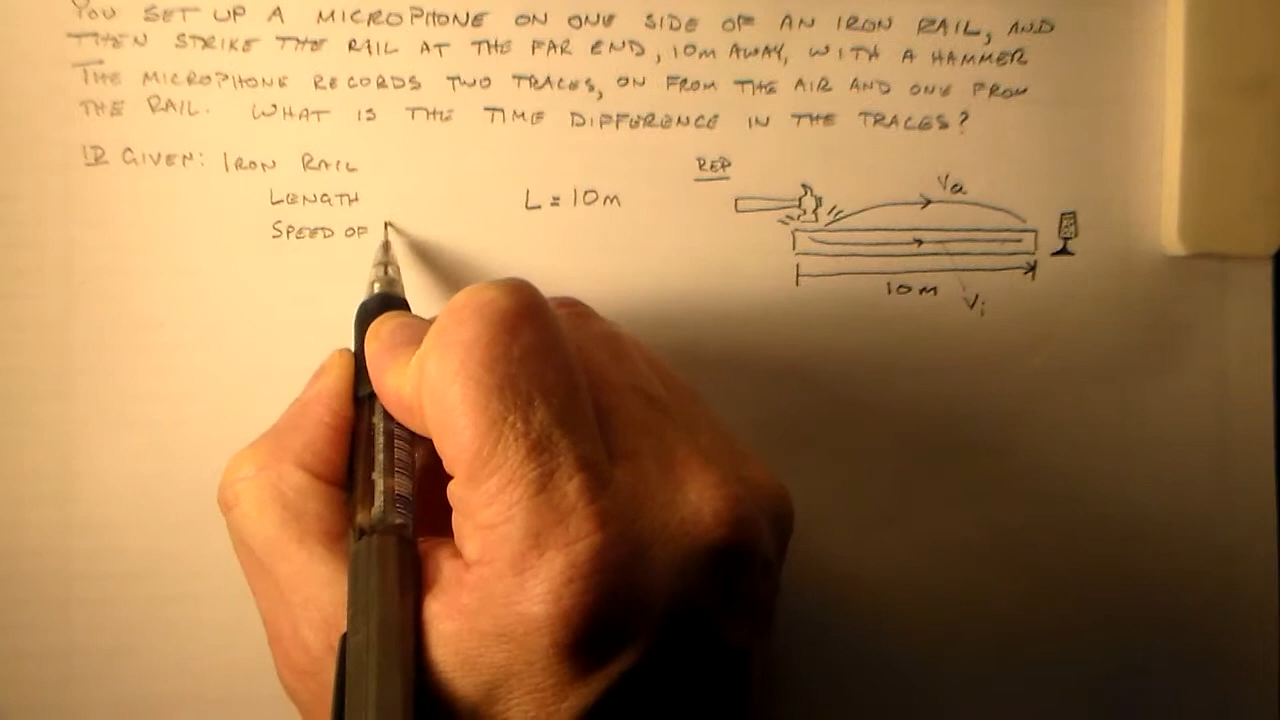 YOU SET UP A MICROPHONE ON ONE SIDE OF AN IRON RAIL, AND
THEN STRIKE THE RAIL AT THE FAR END, 10m AWAY, WITH A HAMMER
THE MICROPHONE RECORDS TWO TRACES, ON FROM THE AIR AND ONE FROM
THE RAIL. WHAT IS THE TIME DIFFERENCE IN THE TRACES?
ID GIVEN: IRON RAIL
LENGTH L = 10m
SPEED OF
REP
Va
10m
Vi